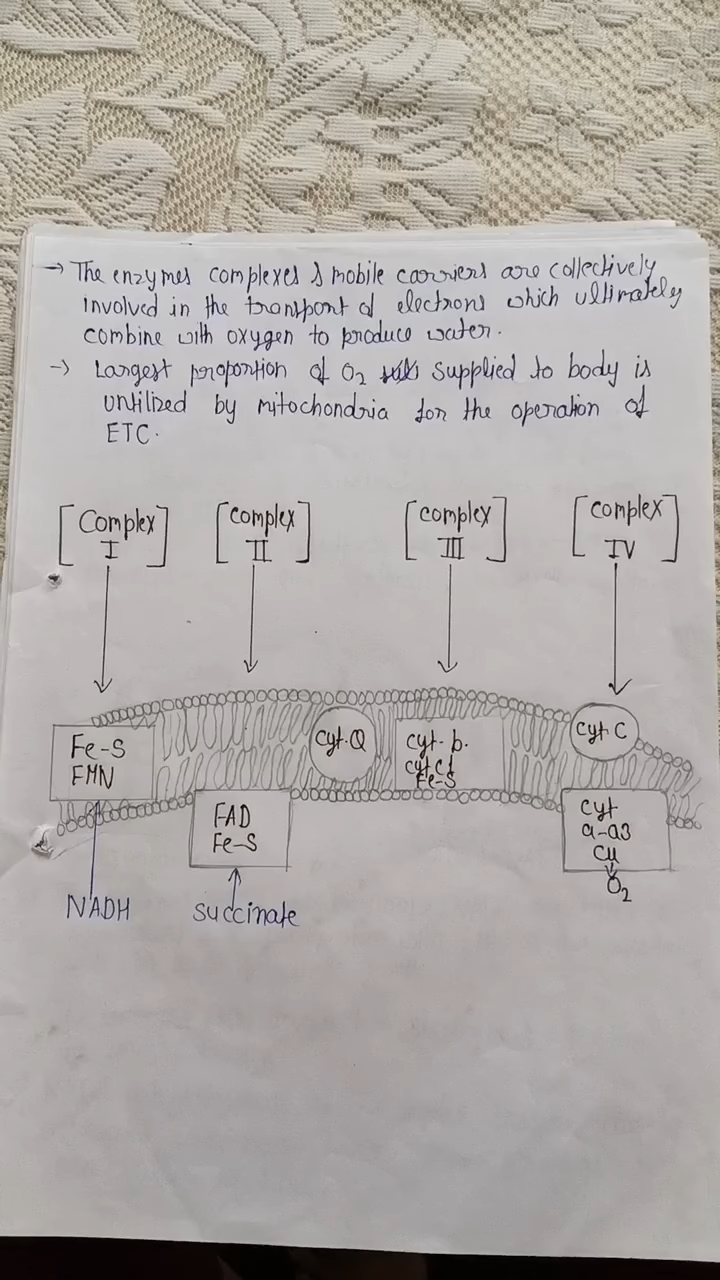 → The enzymes complexes & mobile carriers are collectively
involved in the transport of electrons which ultimately
combine with oxygen to produce water.
→ Largest proportion of O2 supplied to body is
untilized by mitochondria for the operation of
ETC.
[Complex I] [complex II] [complex III] [complex IV]
Fe-S
FMN
Cyt.Q
cyt-b.
cyt C1
Fe-S
Cyt C
FAD
Fe-S
Cyt
a-a3
Cu
O2
NADH
succinate